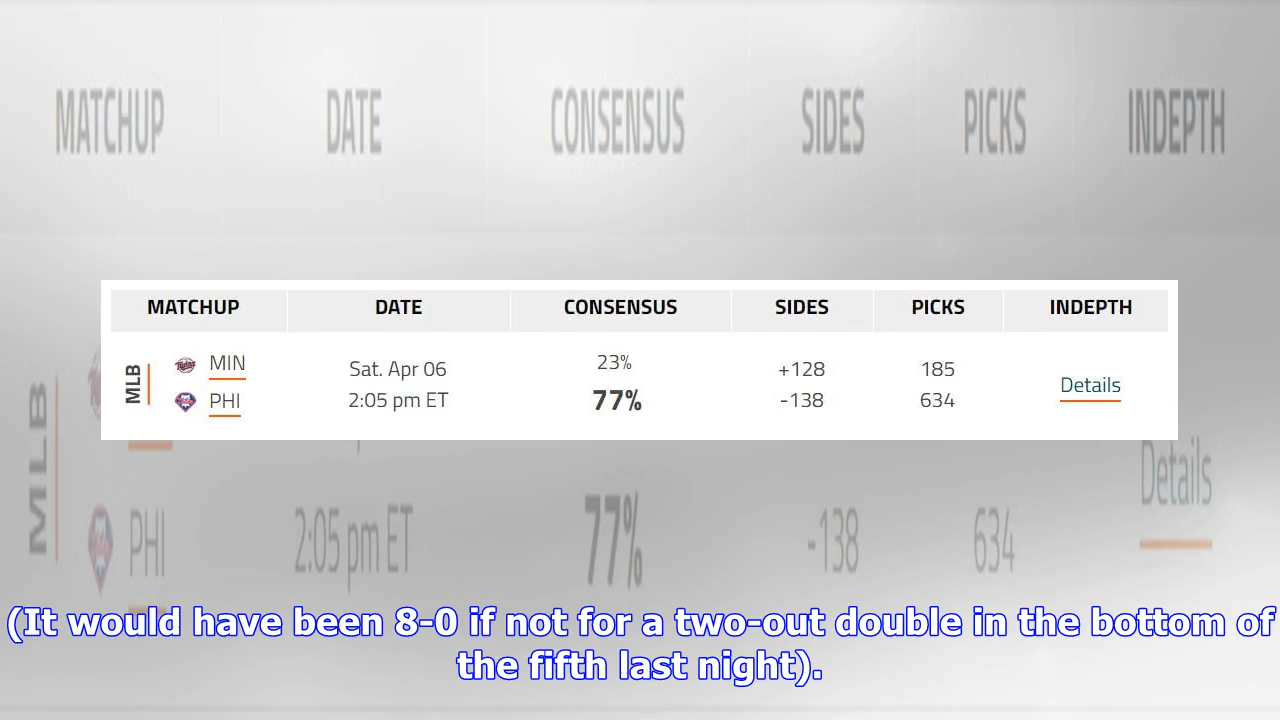 MATCHUP DATE CONSENSUS SIDES PICKS INDEPTH
MATCHUP DATE CONSENSUS SIDES PICKS INDEPTH
MLB
MIN Sat. Apr 06 23% +128 185
PHI 2:05 pm ET 77% -138 634
Details
MLB
Details
PHI 2:05 pm ET 77% -138 634
(It would have been 8-0 if not for a two-out double in the bottom of
the fifth last night).